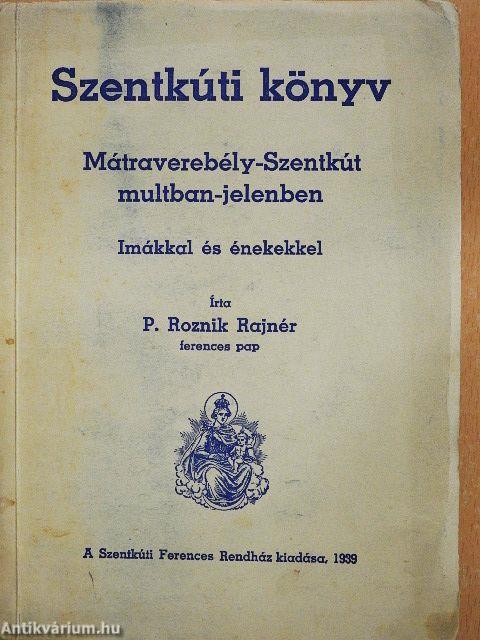 Szentkúti könyv
Mátraverebély-Szentkút
multban-jelenben
Imákkal és énekekkel
Írta
P. Roznik Rajnér
ferences pap
A Szentkúti Ferences Rendház kiadása, 1939
Antikvárium.hu